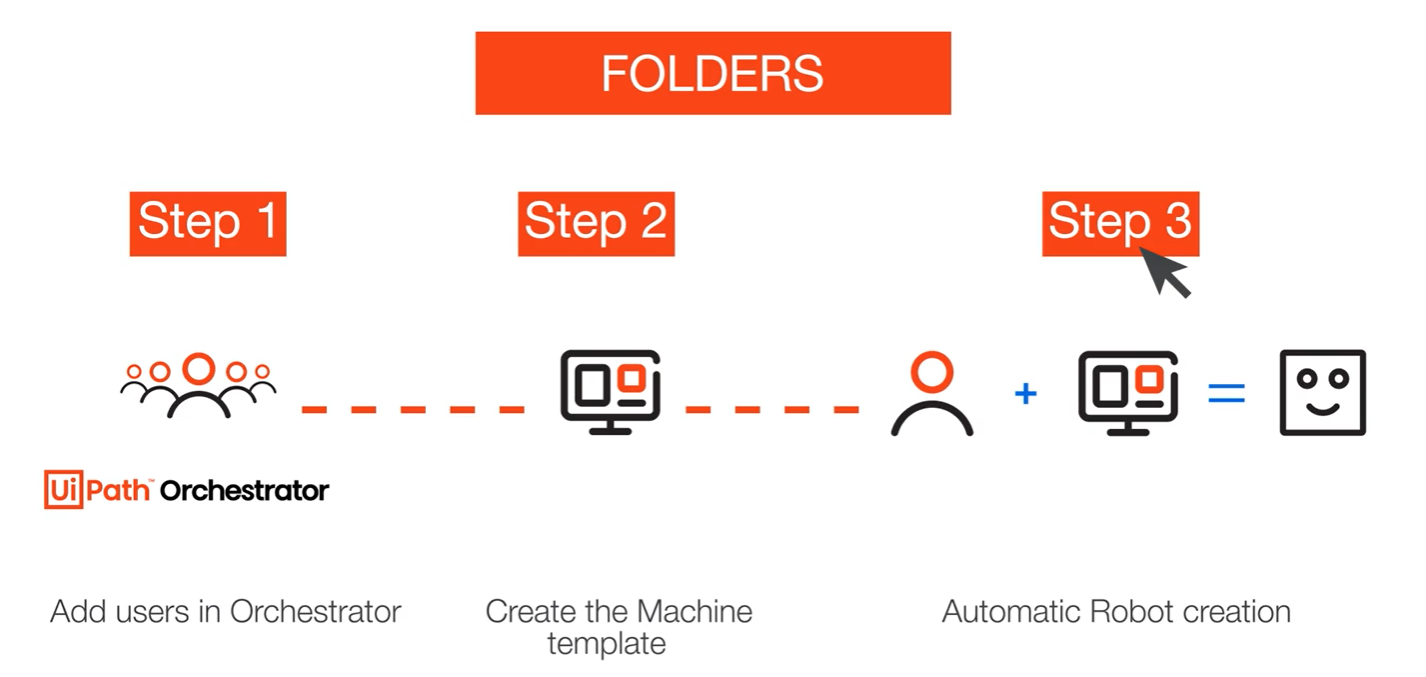 FOLDERS
Step 1
Step 2
Step 3
UiPath™ Orchestrator
Add users in Orchestrator
Create the Machine
template
Automatic Robot creation